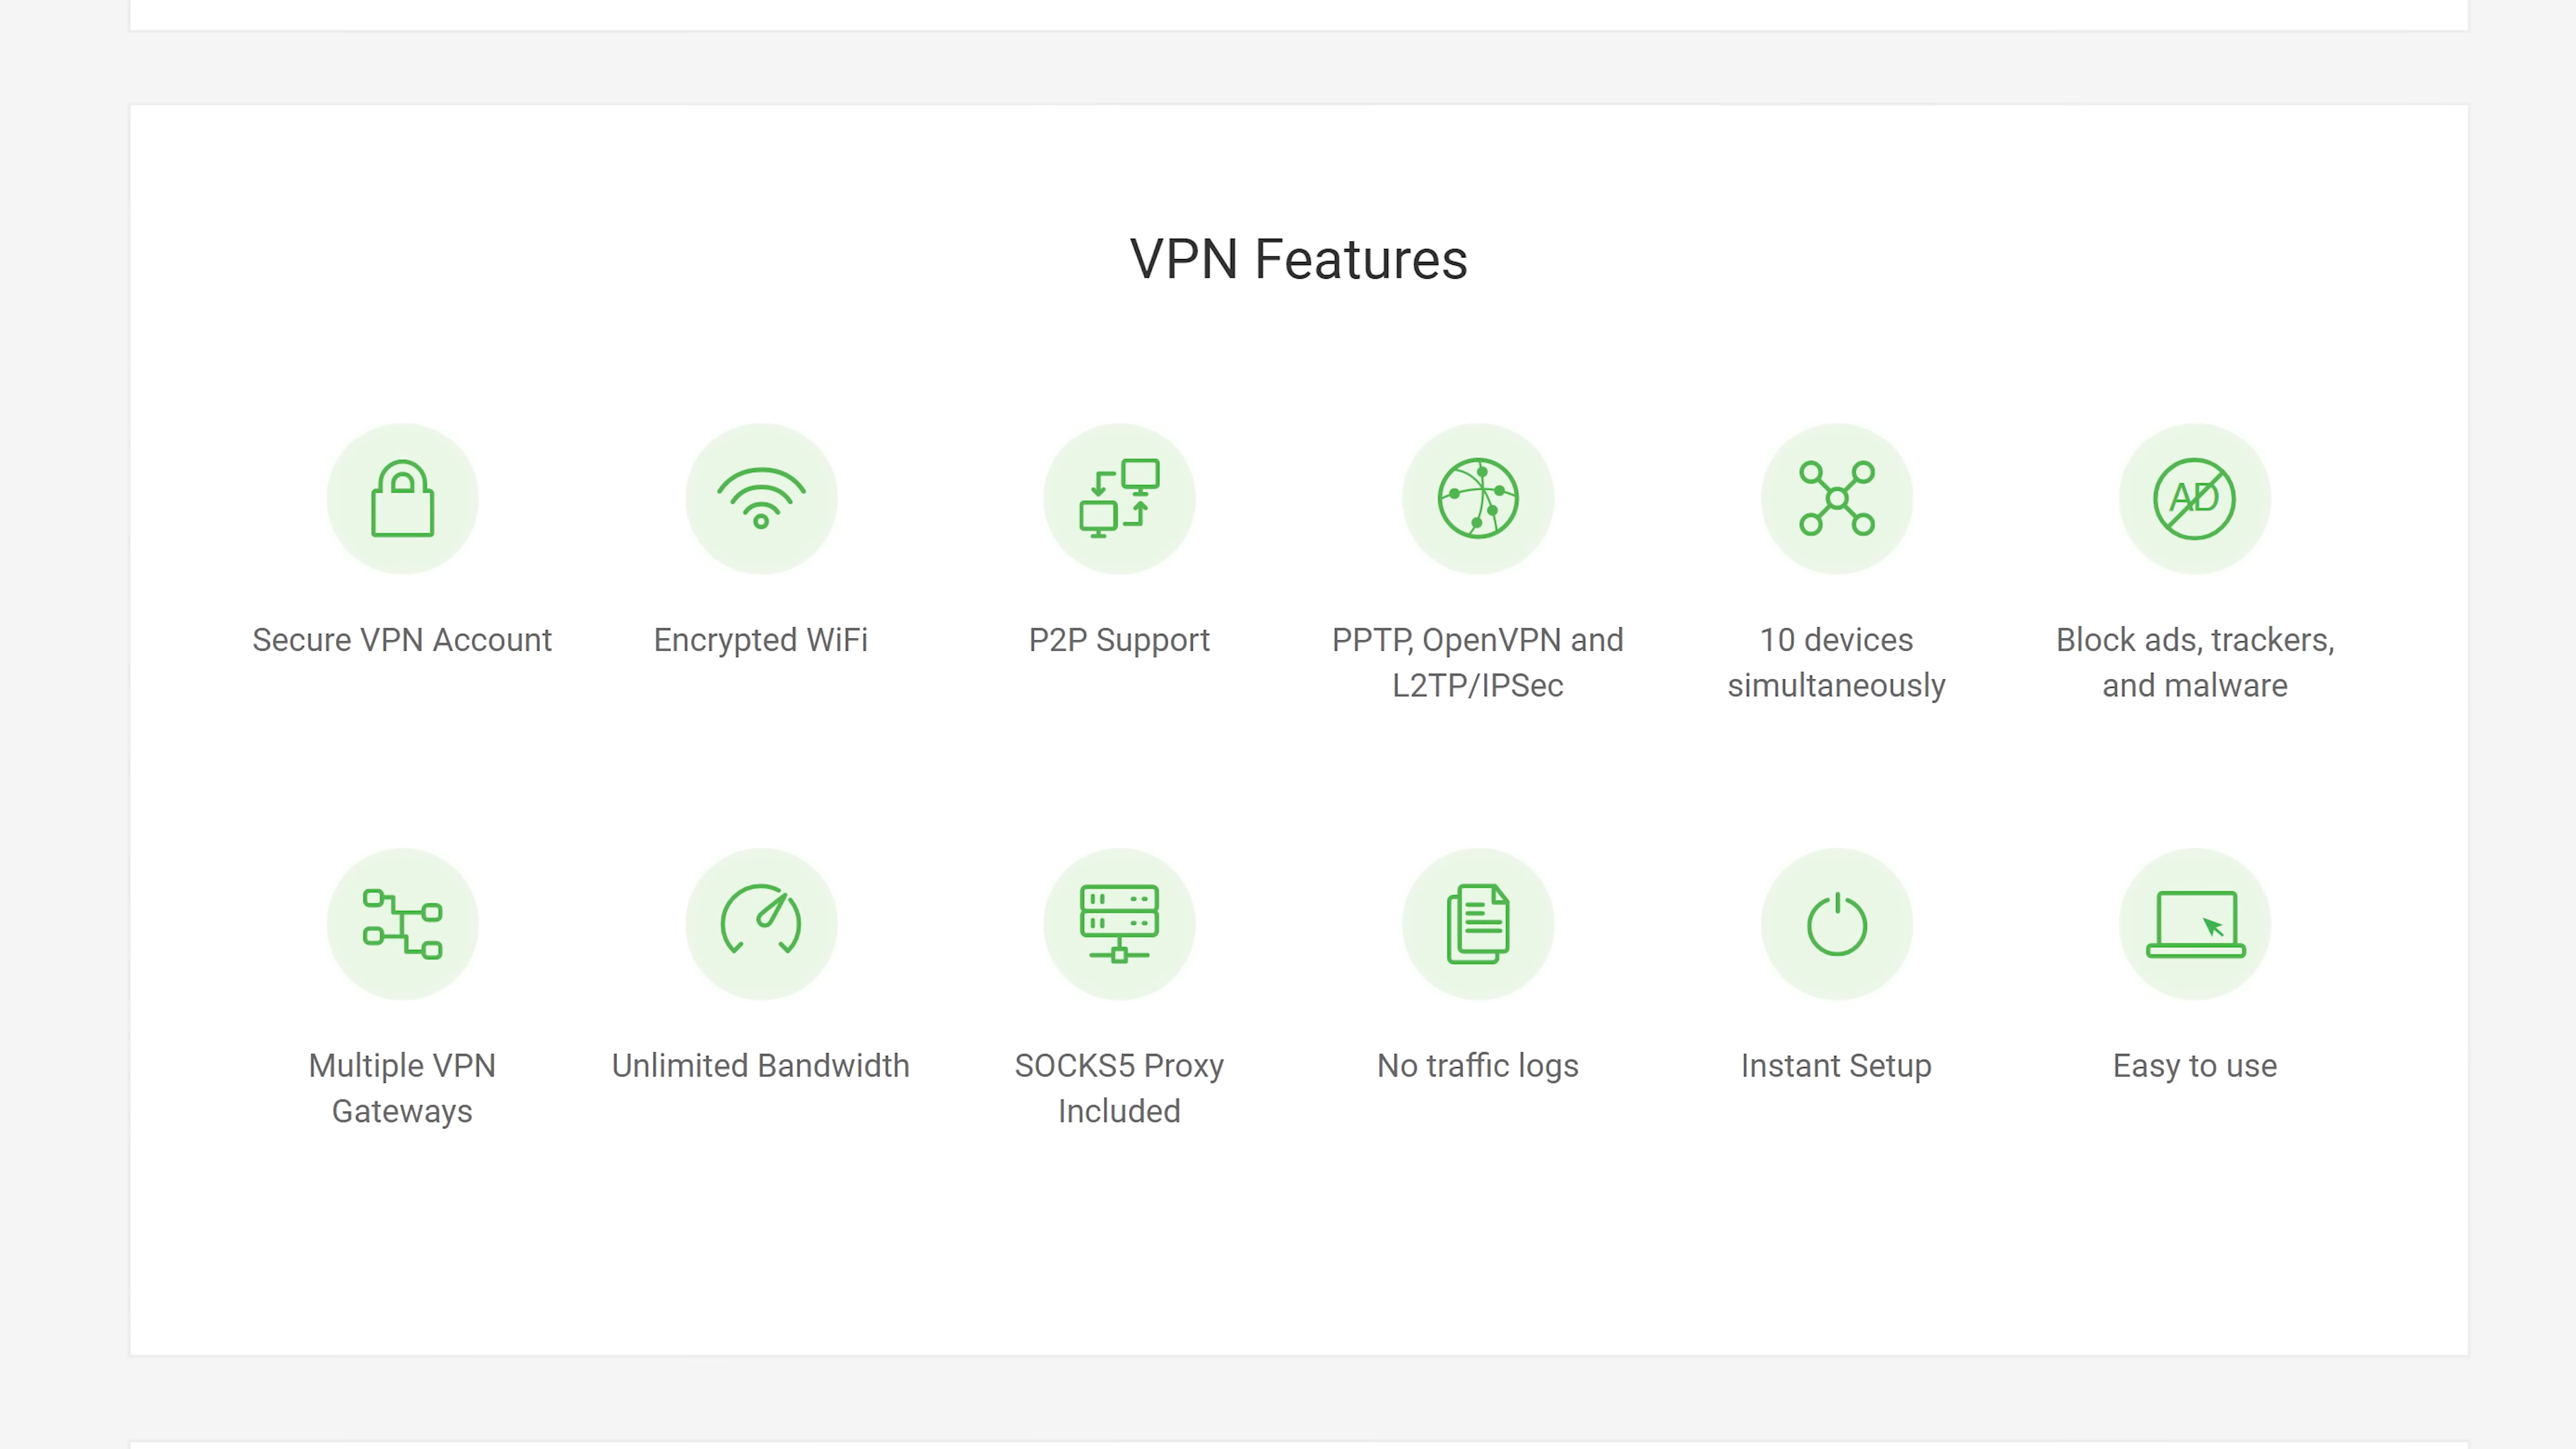 VPN Features
Secure VPN Account
Encrypted WiFi
P2P Support
PPTP, OpenVPN and
L2TP/IPSec
10 devices
simultaneously
AD
Block ads, trackers,
and malware
Multiple VPN
Gateways
Unlimited Bandwidth
SOCKS5 Proxy
Included
No traffic logs
Instant Setup
Easy to use